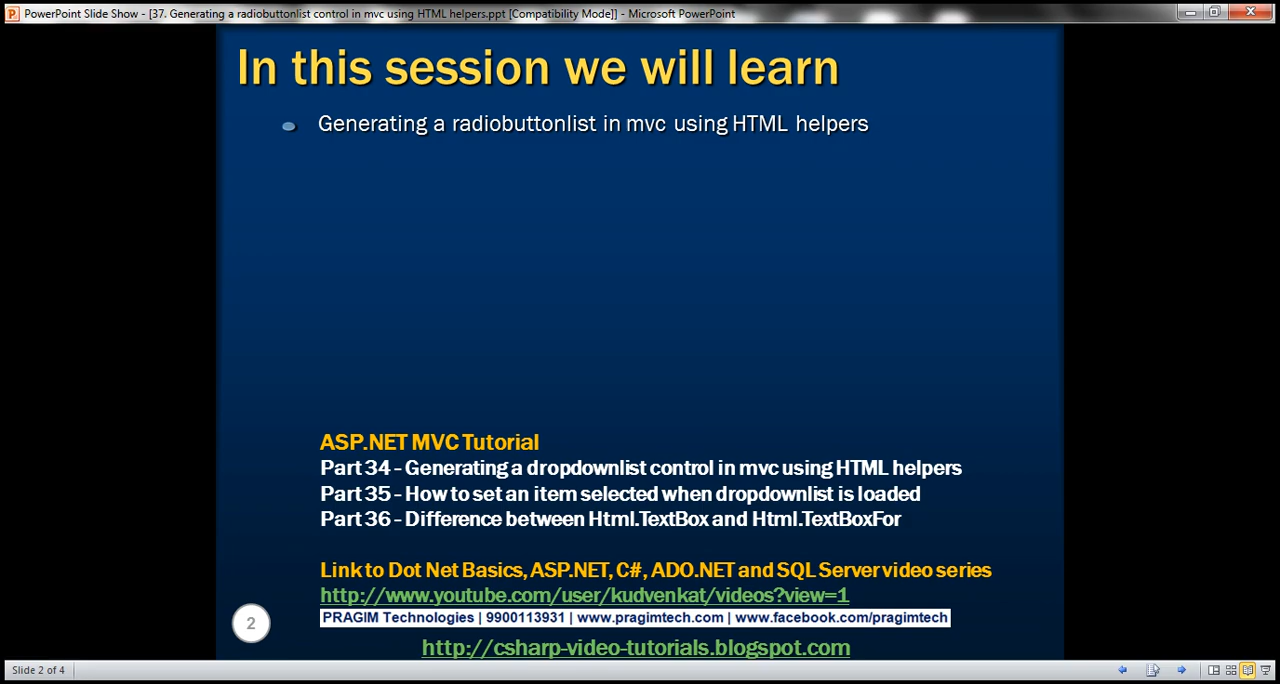 PowerPoint Slide Show - [37. Generating a radiobuttonlist control in mvc using HTML helpers.ppt [Compatibility Mode]] - Microsoft PowerPoint
In this session we will learn
Generating a radiobuttonlist in mvc using HTML helpers
ASP.NET MVC Tutorial
Part 34 - Generating a dropdownlist control in mvc using HTML helpers
Part 35 - How to set an item selected when dropdownlist is loaded
Part 36 - Difference between Html.TextBox and Html.TextBoxFor
Link to Dot Net Basics, ASP.NET, C#, ADO.NET and SQL Server video series
http://www.youtube.com/user/kudvenkat/videos?view=1
PRAGIM Technologies | 9900113931 | www.pragimtech.com | www.facebook.com/pragimtech
2
http://csharp-video-tutorials.blogspot.com
Slide 2 of 4